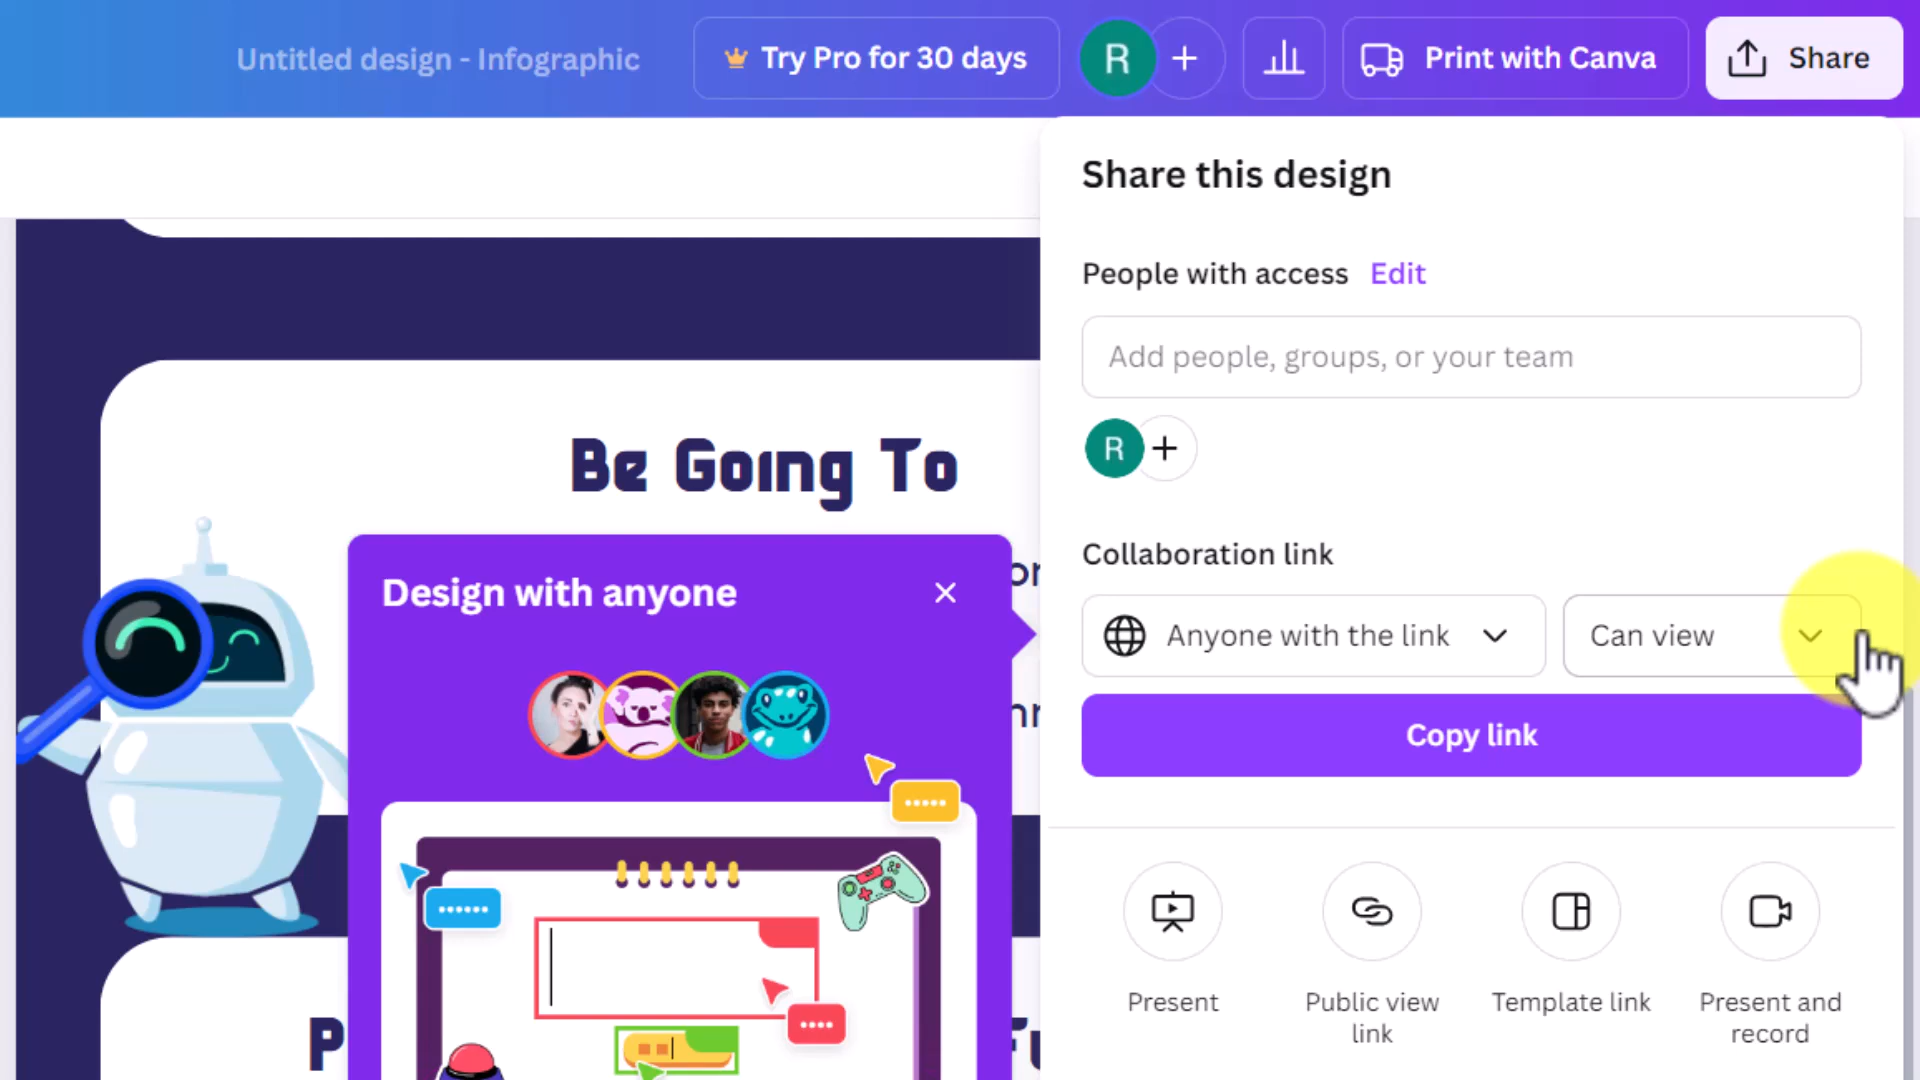 Untitled design - Infographic
Try Pro for 30 days
R
Print with Canva
Share
Share this design
People with access Edit
Add people, groups, or your team
R
Be Going To
Design with anyone
Collaboration link
Anyone with the link
Can view
Copy link
Present
Public view
link
Template link
Present and
record